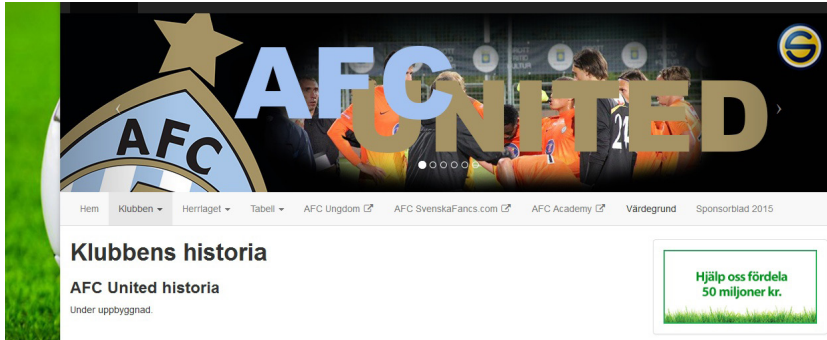 AFC UNITED
AFC
21
Hem Klubben Herrlaget Tabell AFC Ungdom AFC SvenskaFans.com AFC Academy Värdegrund Sponsorblad 2015
Klubbens historia
AFC United historia
Under uppbyggnad.
Hjälp oss fördela
50 miljoner kr.